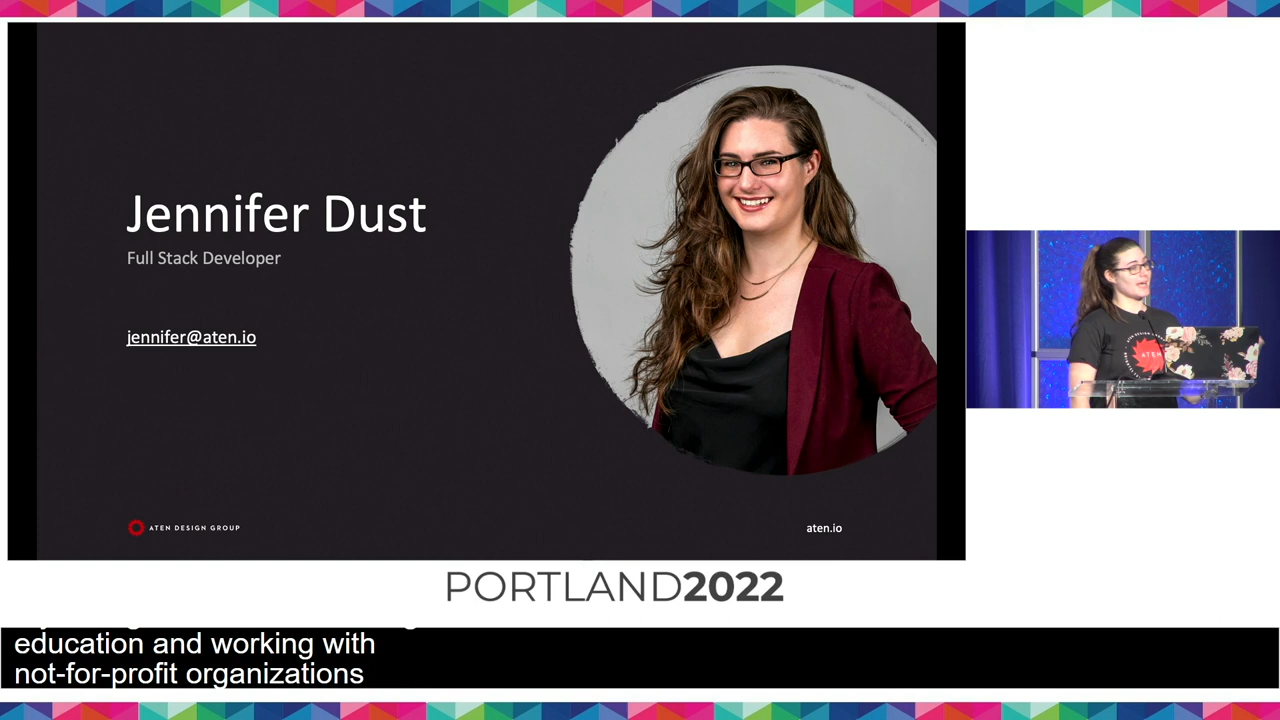 Jennifer Dust
Full Stack Developer
jennifer@aten.io
ATEN DESIGN GROUP
aten.io
ATEN
PORTLAND2022
education and working with
not-for-profit organizations